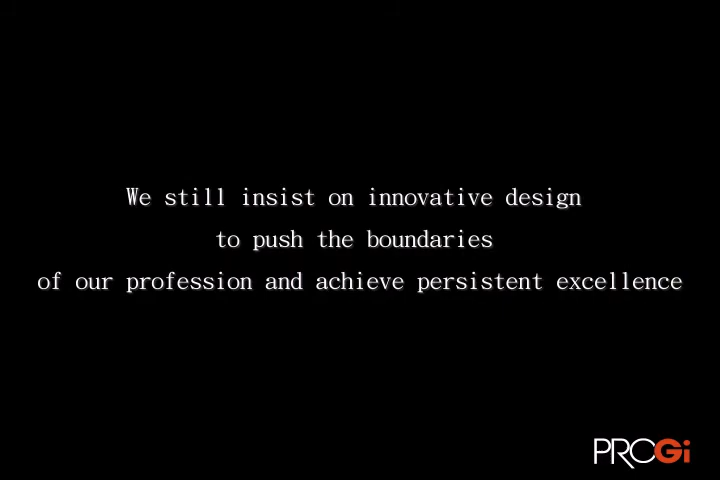 We still insist on innovative design
to push the boundaries
of our profession and achieve persistent excellence
PROGi